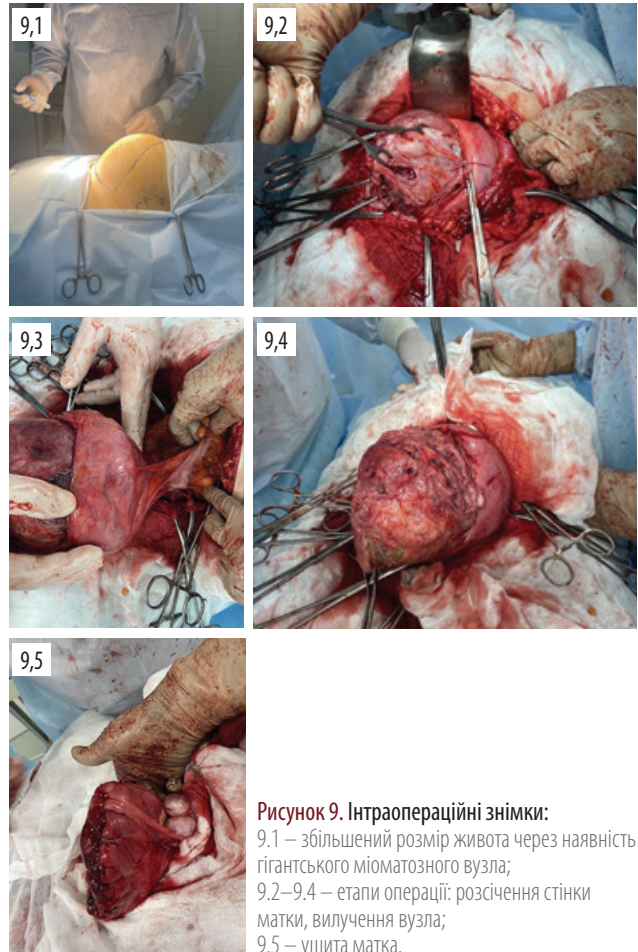 9,1
9,2
9,3
9,4
9,5
Рисунок 9. Інтраопераційні знімки:
9.1 – збільшений розмір живота через наявність
гігантського міоматозного вузла;
9.2–9.4 – етапи операції: розсічення стінки
матки, вилучення вузла;
9.5 – ушита матка.